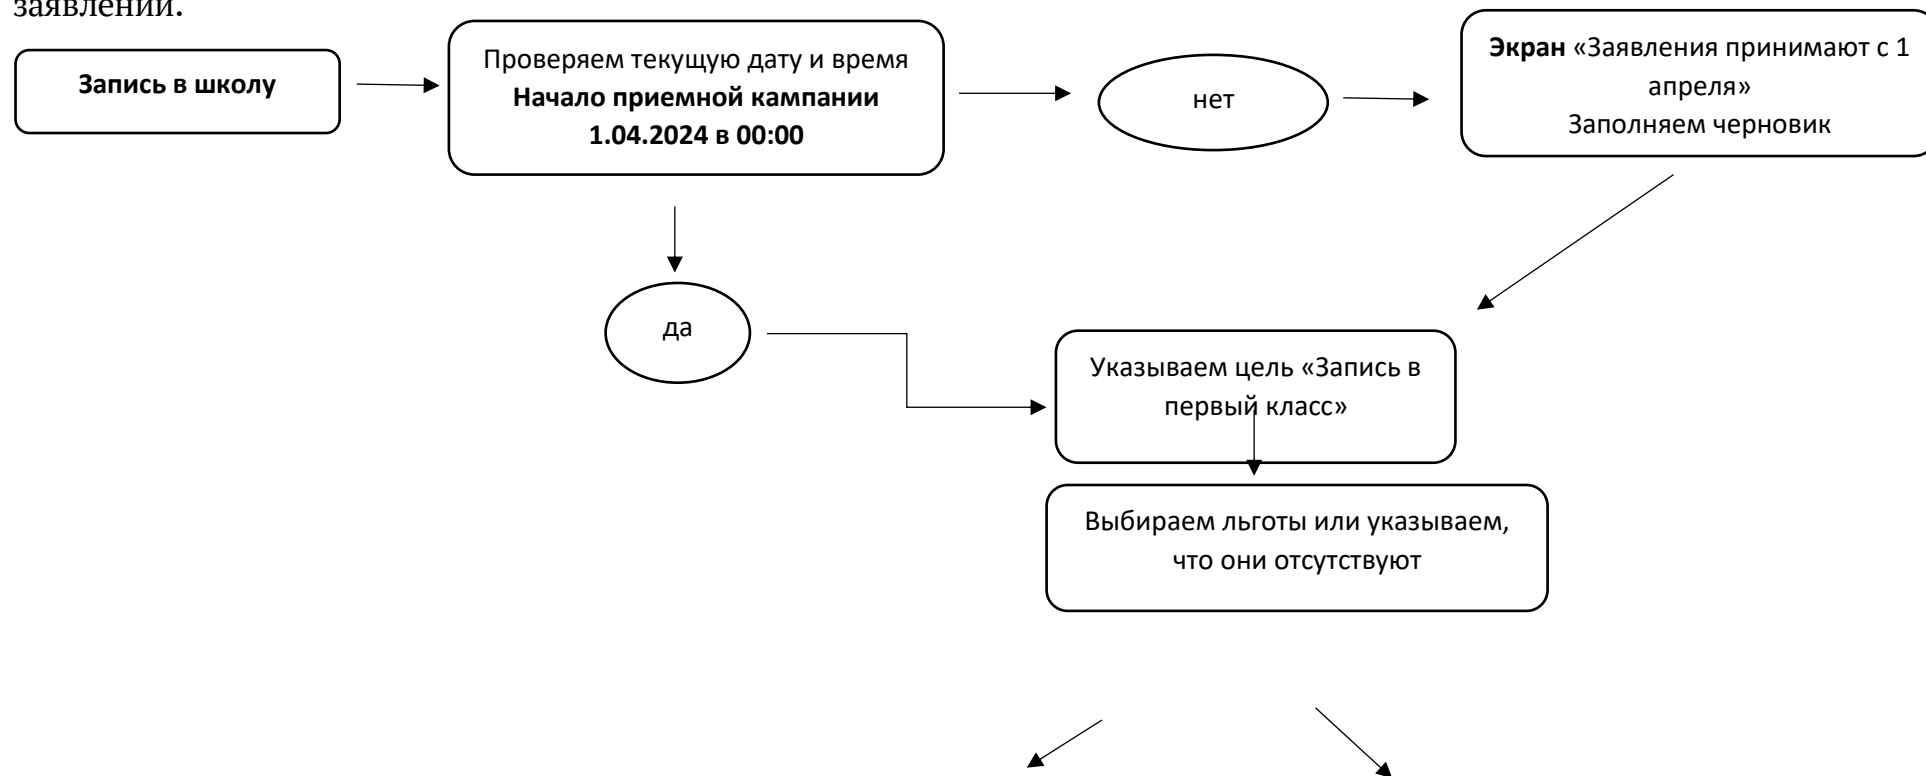 заявлений.
Запись в школу
Проверяем текущую дату и время
Начало приемной кампании
1.04.2024 в 00:00
нет
Экран «Заявления принимают с 1
апреля»
Заполняем черновик
да
Указываем цель «Запись в
первый класс»
Выбираем льготы или указываем,
что они отсутствуют